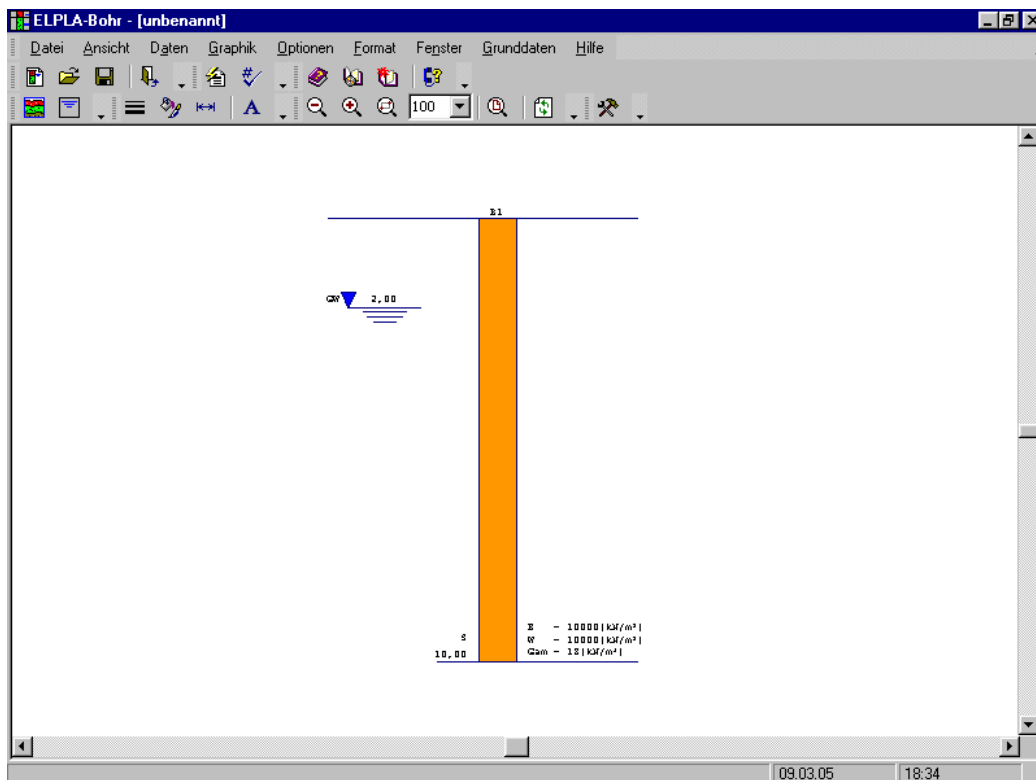 ELPLA-Bohr - [unbenannt]
Datei Ansicht Daten Graphik Optionen Format Fenster Grunddaten Hilfe
100
B1
GW 2,00
S
10,00
E = 10000[kN/m²]
W = 10000[kN/m²]
Gam = 18[kN/m³]
09.03.05 18:34